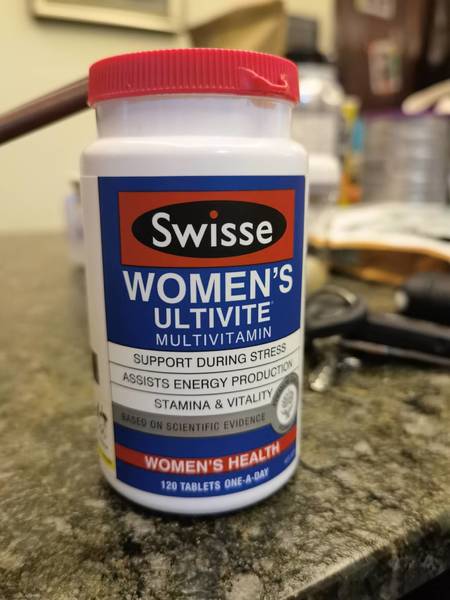 Swisse
WOMEN'S
ULTIVITE
MULTIVITAMIN
SUPPORT DURING STRESS
ASSISTS ENERGY PRODUCTION
STAMINA & VITALITY
BASED ON SCIENTIFIC EVIDENCE
WOMEN'S HEALTH
120 TABLETS ONE-A-DAY